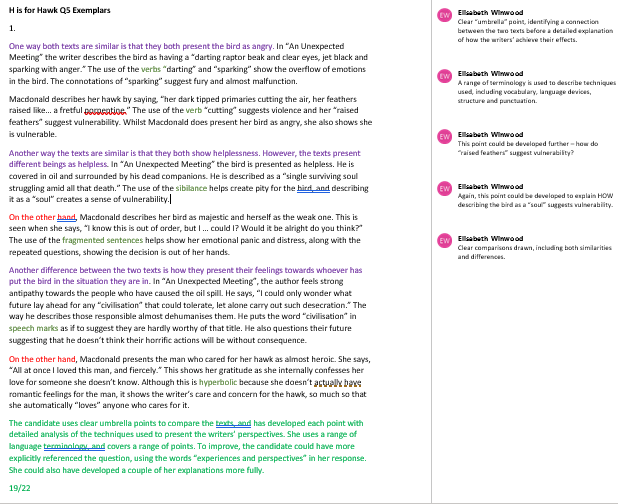 H is for Hawk Q5 Exemplars
1.
One way both texts are similar is that they both present the bird as angry. In “An Unexpected
Meeting” the writer describes the bird as having a “darting raptor beak and clear eyes, jet black and
sparking with anger.” The use of the verbs “darting” and “sparking” show the overflow of emotions
in the bird. The connotations of “sparking” suggest fury and almost malfunction.
Macdonald describes her hawk by saying, “her dark tipped primaries cutting the air, her feathers
raised like… a fretful porpentine.” The use of the verb “cutting” suggests violence and her “raised
feathers” suggest vulnerability. Whilst Macdonald does present her bird as angry, she also shows she
is vulnerable.
Another way the texts are similar is that they both show helplessness. However, the texts present
different beings as helpless. In “An Unexpected Meeting” the bird is presented as helpless. He is
covered in oil and surrounded by his dead companions. He is described as a “single surviving soul
struggling amid all that death.” The use of the sibilance helps create pity for the bird, and describing
it as a “soul” creates a sense of vulnerability.
On the other hand, Macdonald describes her bird as majestic and herself as the weak one. This is
seen when she says, “I know this is out of order, but I … could I? Would it be alright do you think?”
The use of the fragmented sentences helps show her emotional panic and distress, along with the
repeated questions, showing the decision is out of her hands.
Another difference between the two texts is how they present their feelings towards whoever has
put the bird in the situation they are in. In “An Unexpected Meeting”, the author feels strong
antipathy towards the people who have caused the oil spill. He says, “I could only wonder what
future lay ahead for any “civilisation” that could tolerate, let alone carry out such desecration.” The
way he describes those responsible almost dehumanises them. He puts the word “civilisation” in
speech marks as if to suggest they are hardly worthy of that title. He also questions their future
suggesting that he doesn’t think their horrific actions will be without consequence.
On the other hand, Macdonald presents the man who cared for her hawk as almost heroic. She says,
“All at once I loved this man, and fiercely.” This shows her gratitude as she internally confesses her
love for someone she doesn’t know. Although this is hyperbolic because she doesn’t actually have
romantic feelings for the man, it shows the writer’s care and concern for the hawk, so much so that
she automatically “loves” anyone who cares for it.
The candidate uses clear umbrella points to compare the texts, and has developed each point with
detailed analysis of the techniques used to present the writers’ perspectives. She uses a range of
language terminology, and covers a range of points. To improve, the candidate could have more
explicitly referenced the question, using the words “experiences and perspectives” in her response.
She could also have developed a couple of her explanations more fully.
19/22
EW
Elisabeth Winwood
Clear “umbrella” point, identifying a connection
between the two texts before a detailed explanation
of how the writers’ achieve their effects.
EW
Elisabeth Winwood
A range of terminology is used to describe techniques
used, including vocabulary, language devices,
structure and punctuation.
EW
Elisabeth Winwood
This point could be developed further – how do
“raised feathers” suggest vulnerability?
EW
Elisabeth Winwood
Again, this point could be developed to explain HOW
describing the bird as a “soul” suggests vulnerability.
EW
Elisabeth Winwood
Clear comparisons drawn, including both similarities
and differences.